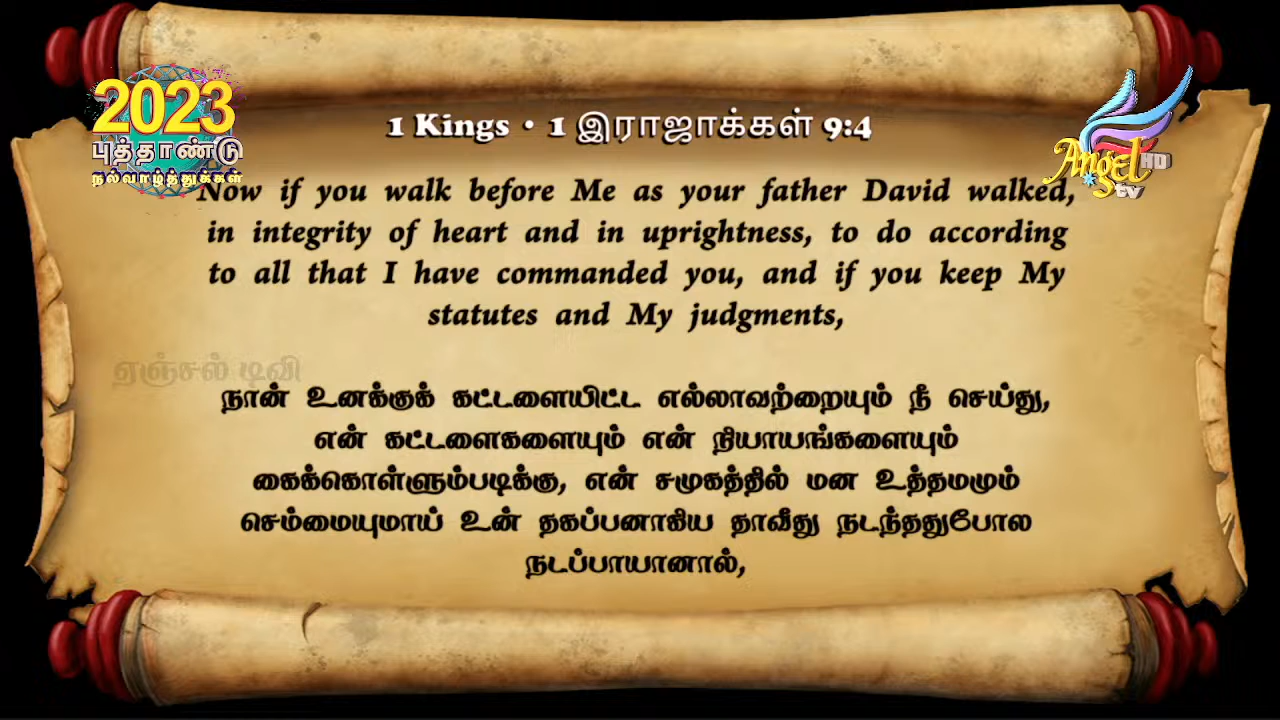 2023
புத்தாண்டு
நல்வாழ்த்துக்கள்
Angel HD
tv
1 Kings • 1 இராஜாக்கள் 9:4
Now if you walk before Me as your father David walked,
in integrity of heart and in uprightness, to do according
to all that I have commanded you, and if you keep My
statutes and My judgments,
ஏஞ்சல் டிவி
நான் உனக்குக் கட்டளையிட்ட எல்லாவற்றையும் நீ செய்து,
என் கட்டளைகளையும் என் நியாயங்களையும்
கைக்கொள்ளும்படிக்கு, என் சமுகத்தில் மன உத்தமமும்
செம்மையுமாய் உன் தகப்பனாகிய தாவீது நடந்ததுபோல
நடப்பாயானால்,